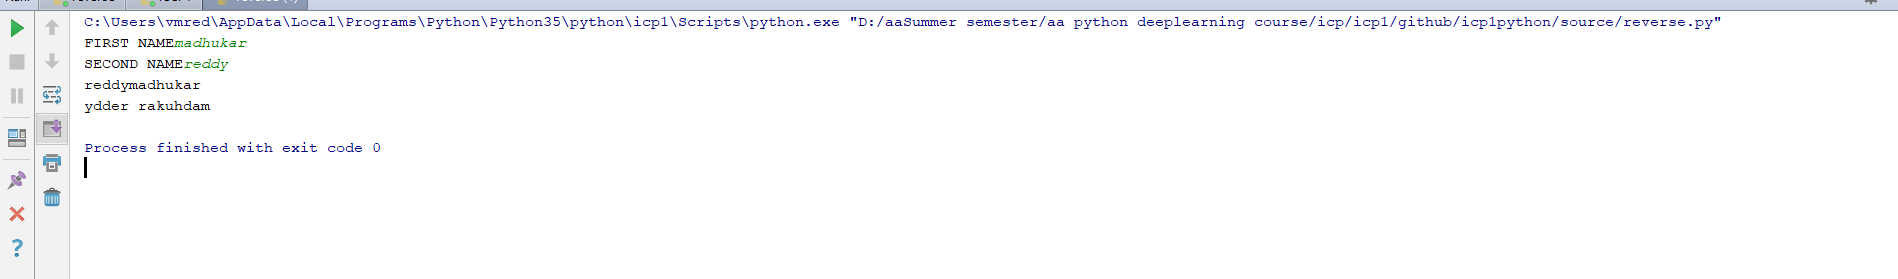 C:\Users\vmred\AppData\Local\Programs\Python\Python35\python\icp1\Scripts\python.exe "D:/aaSummer semester/aa python deeplearning course/icp/icp1/github/icp1python/source/reverse.py"
FIRST NAMEmadhukar
SECOND NAMEreddy
reddymadhukar
ydder rakuhdam
Process finished with exit code 0